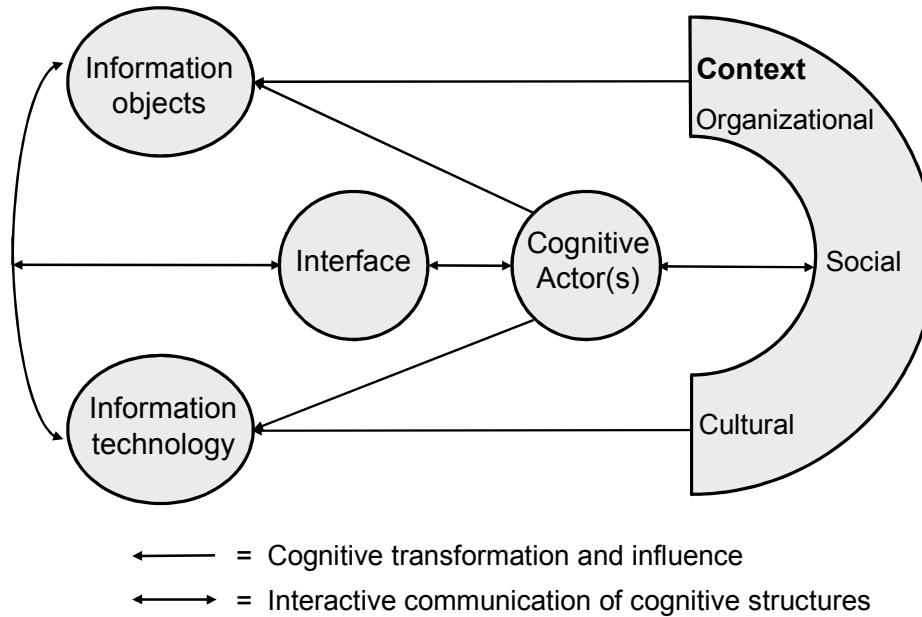 Information
objects
Context
Organizational
Interface
Cognitive
Actor(s)
Social
Information
technology
Cultural
= Cognitive transformation and influence
= Interactive communication of cognitive structures